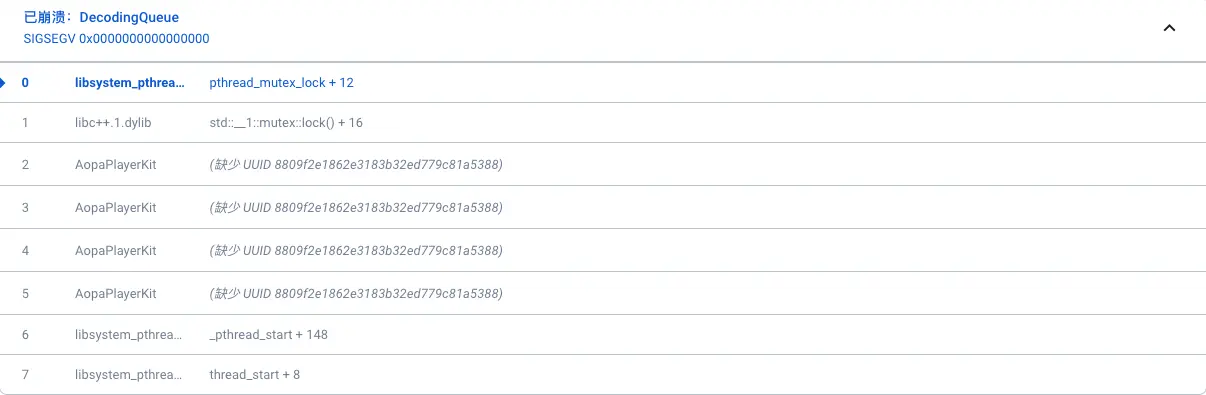 已崩溃：DecodingQueue
SIGSEGV 0x0000000000000000
0 libsystem_pthrea... pthread_mutex_lock + 12
1 libc++.1.dylib std::__1::mutex::lock() + 16
2 AopaPlayerKit (缺少 UUID 8809f2e1862e3183b32ed779c81a5388)
3 AopaPlayerKit (缺少 UUID 8809f2e1862e3183b32ed779c81a5388)
4 AopaPlayerKit (缺少 UUID 8809f2e1862e3183b32ed779c81a5388)
5 AopaPlayerKit (缺少 UUID 8809f2e1862e3183b32ed779c81a5388)
6 libsystem_pthrea... _pthread_start + 148
7 libsystem_pthrea... thread_start + 8